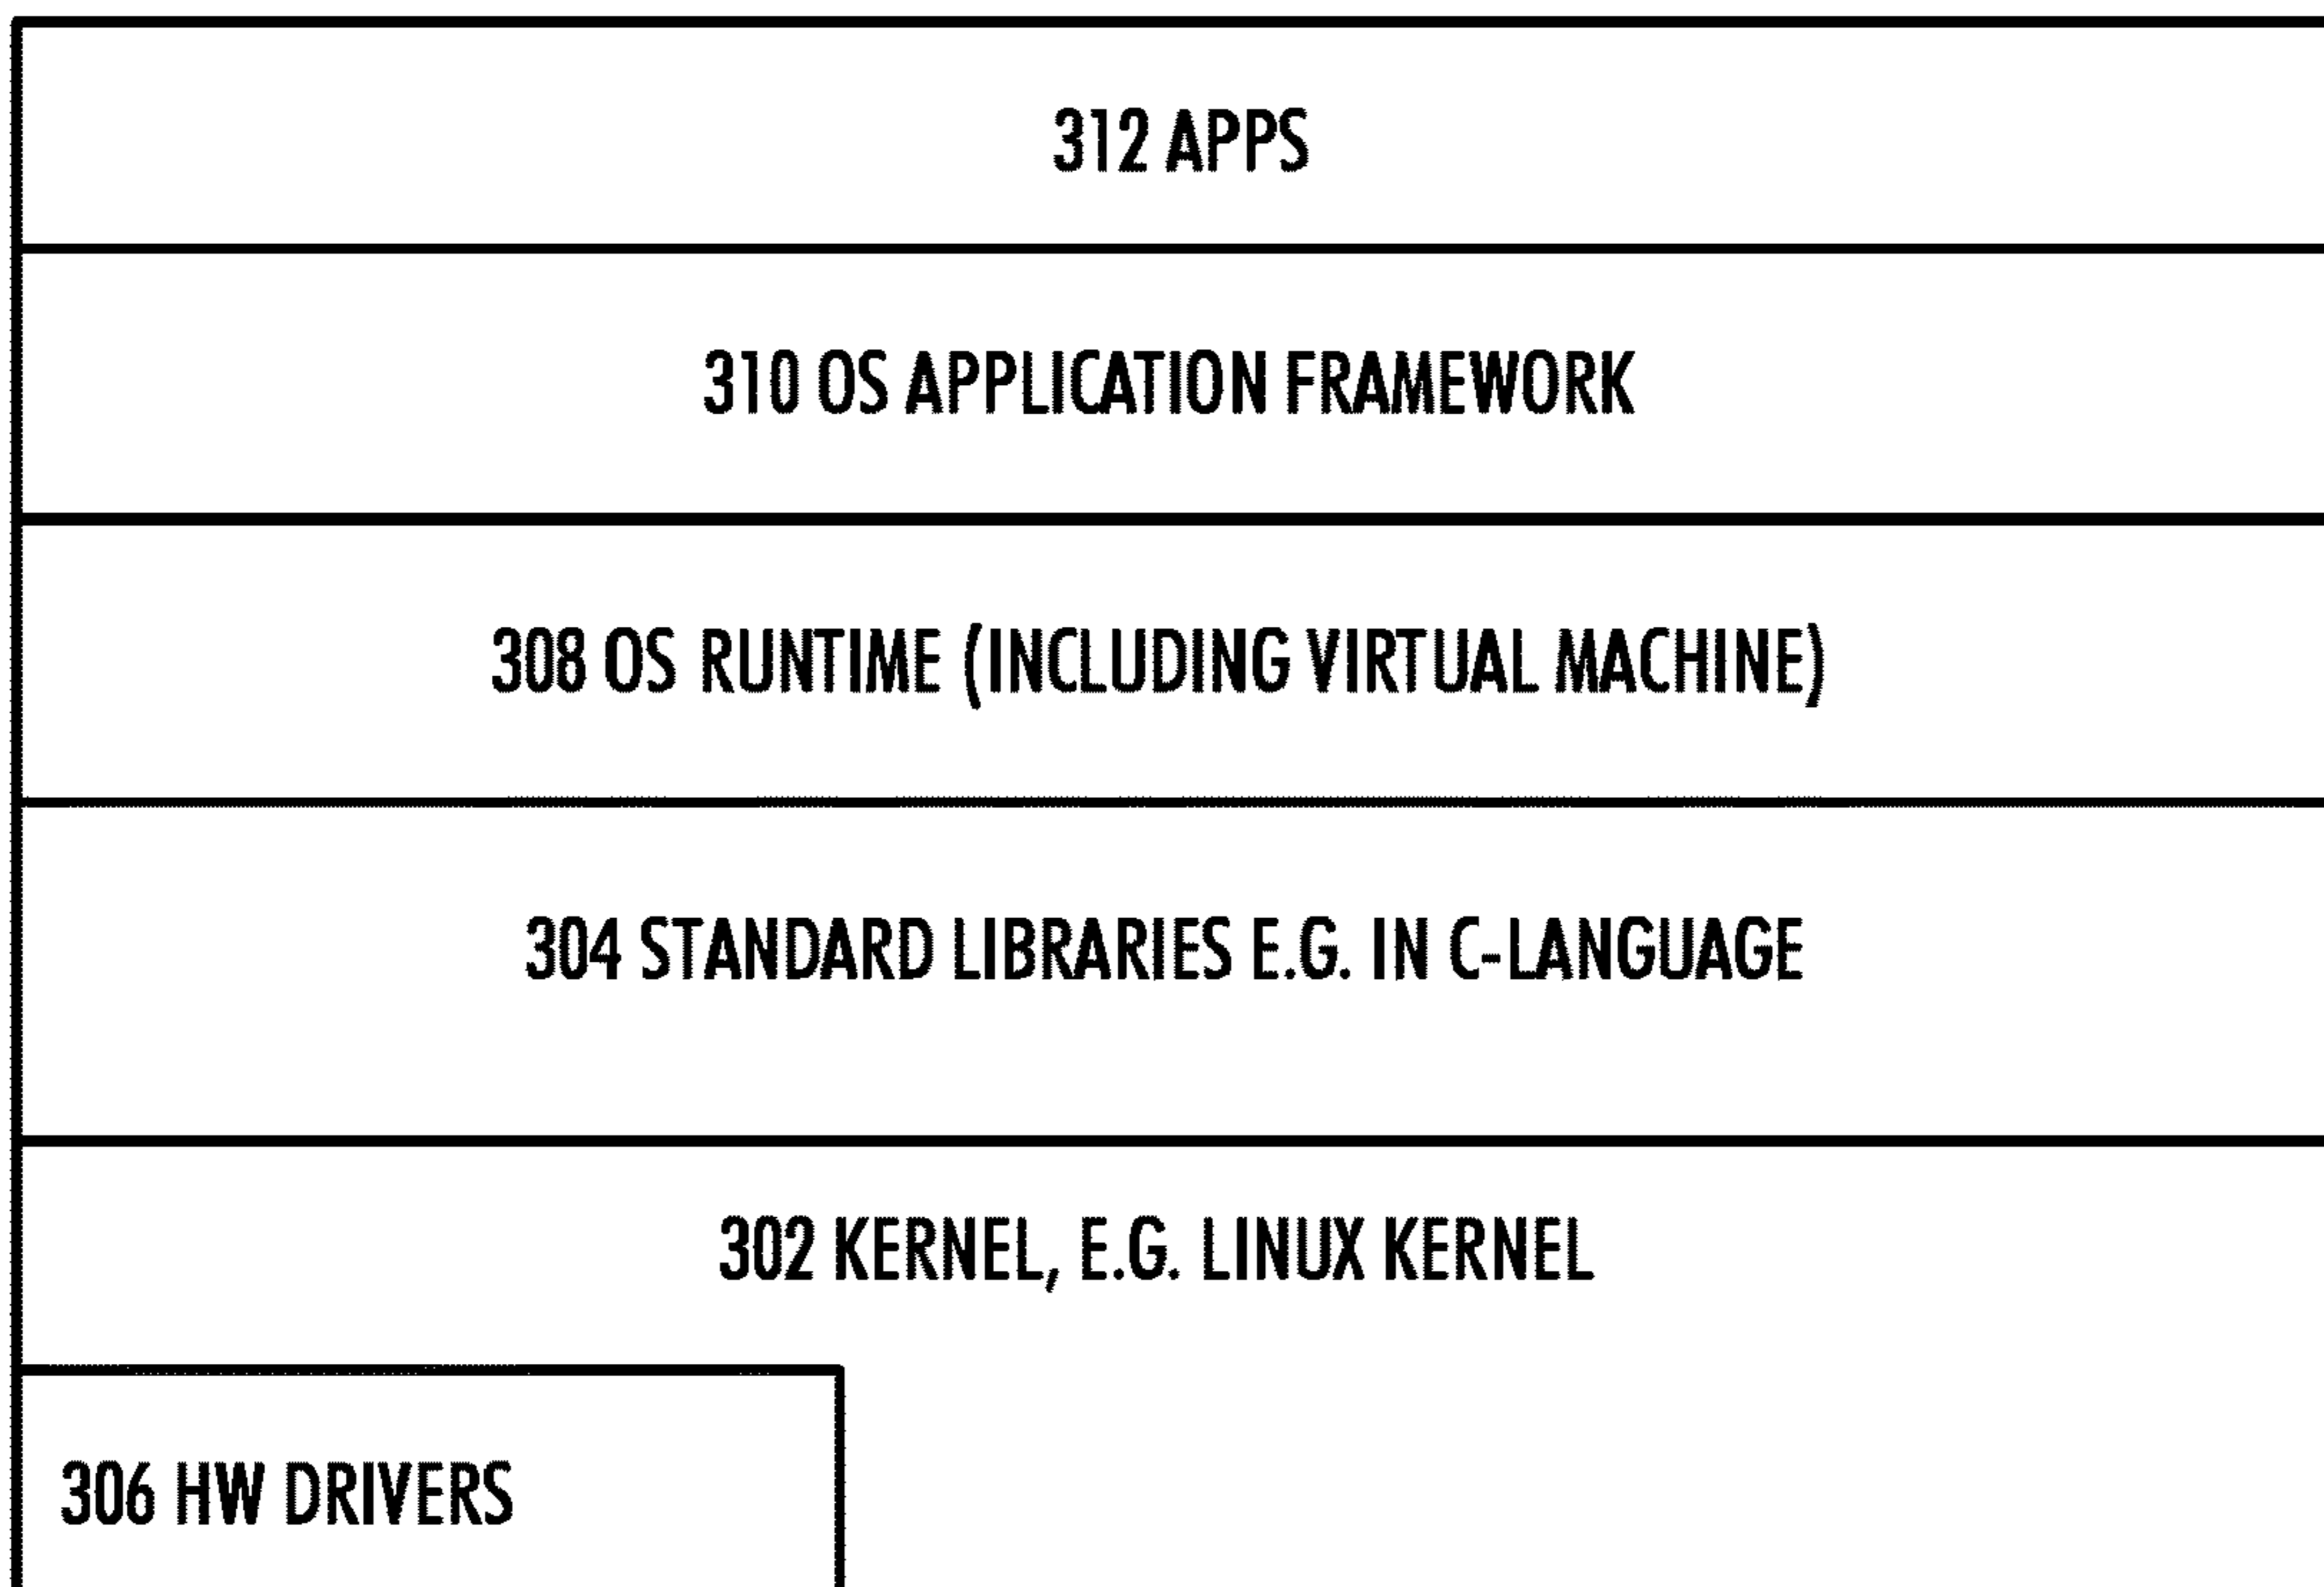 312 APPS
310 OS APPLICATION FRAMEWORK
308 OS RUNTIME (INCLUDING VIRTUAL MACHINE)
304 STANDARD LIBRARIES E.G. IN C-LANGUAGE
302 KERNEL, E.G. LINUX KERNEL
306 HW DRIVERS